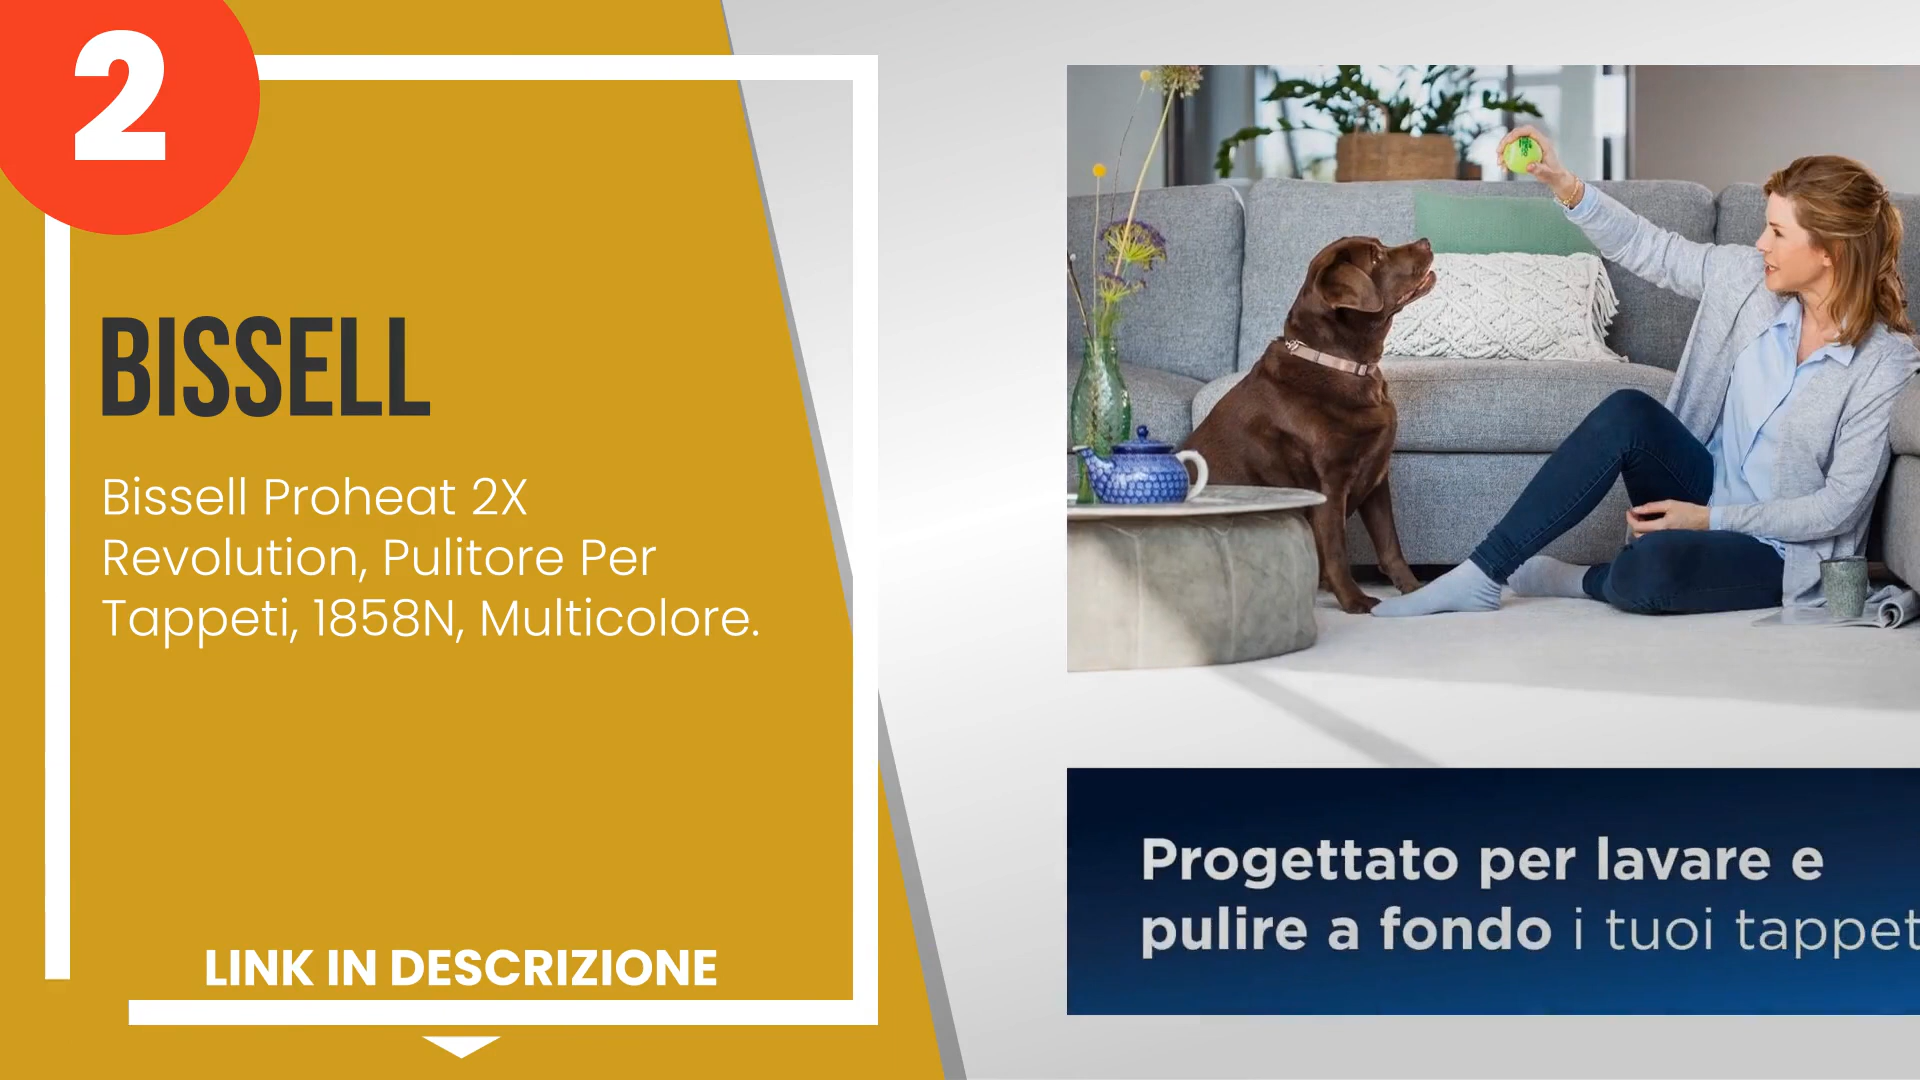 2
BISSELL
Bissell Proheat 2X
Revolution, Pulitore Per
Tappeti, 1858N, Multicolore.
LINK IN DESCRIZIONE
Progettato per lavare e
pulire a fondo i tuoi tappet